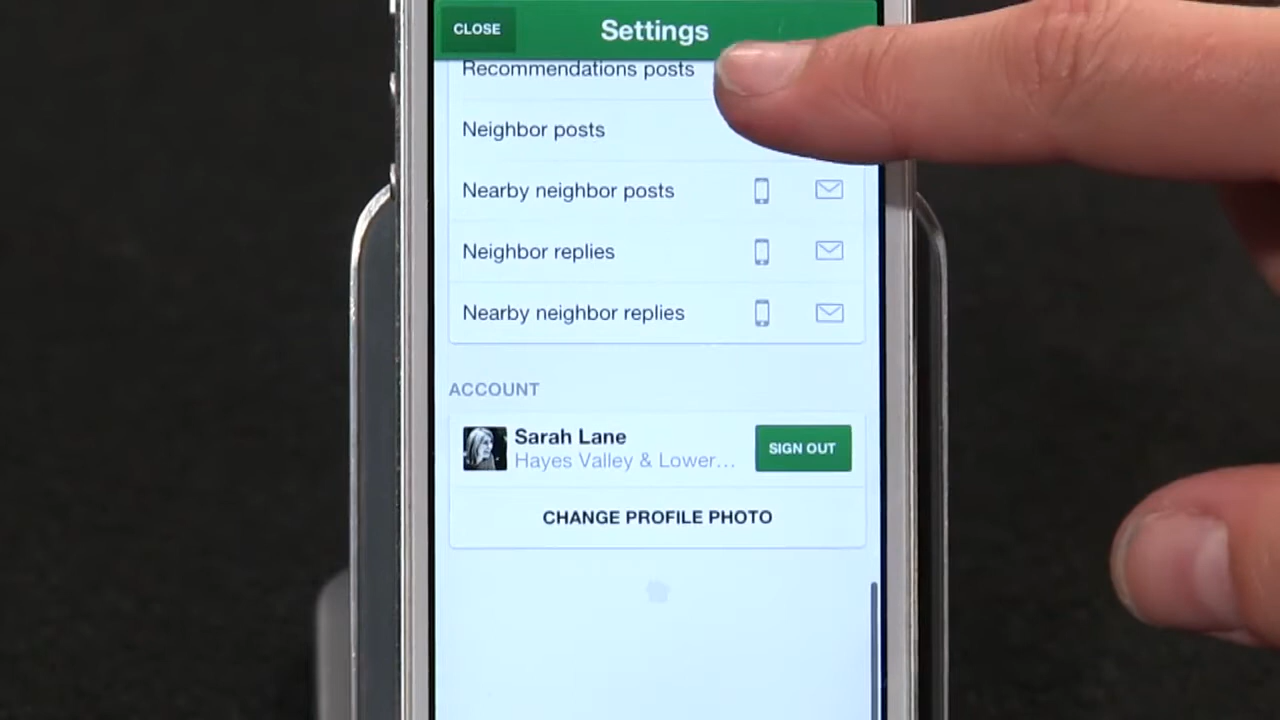 CLOSE
Settings
Recommendations posts
Neighbor posts
Nearby neighbor posts
Neighbor replies
Nearby neighbor replies
ACCOUNT
Sarah Lane
Hayes Valley & Lower...
SIGN OUT
CHANGE PROFILE PHOTO